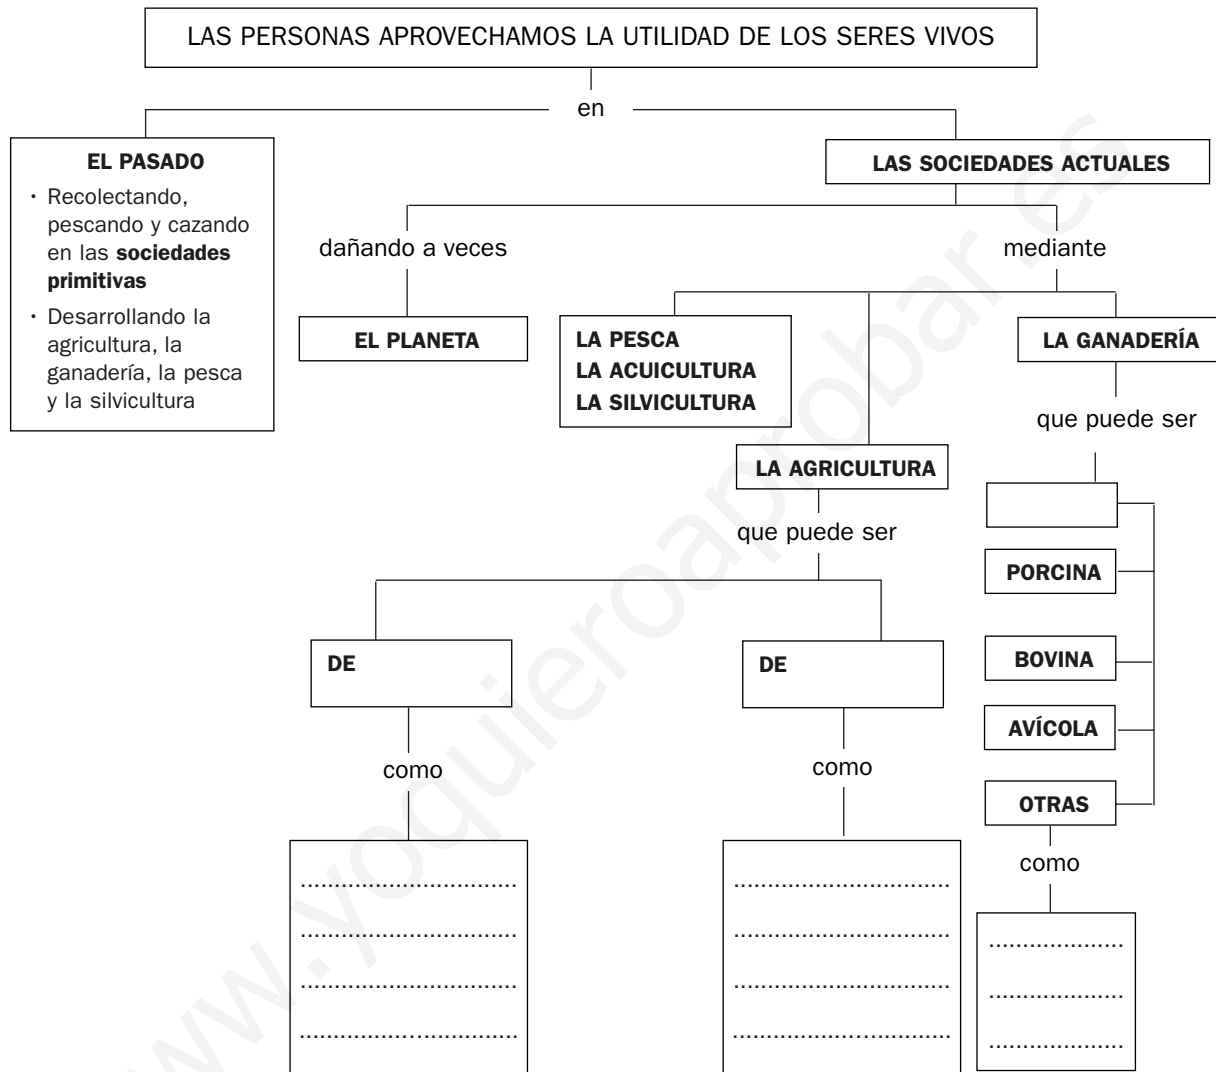 LAS PERSONAS APROVECHAMOS LA UTILIDAD DE LOS SERES VIVOS
en
EL PASADO
· Recolectando,
pescando y cazando
en las sociedades
primitivas
· Desarrollando la
agricultura, la
ganadería, la pesca
y la silvicultura
LAS SOCIEDADES ACTUALES
dañando a veces
mediante
EL PLANETA
LA PESCA
LA ACUICULTURA
LA SILVICULTURA
LA GANADERÍA
que puede ser
LA AGRICULTURA
que puede ser
PORCINA
BOVINA
AVÍCOLA
OTRAS
como
DE
DE
como
como
..............................
..............................
..............................
..............................
..............................
..............................
..............................
..............................
...................
...................
...................
www.yoquieroaprobar.es